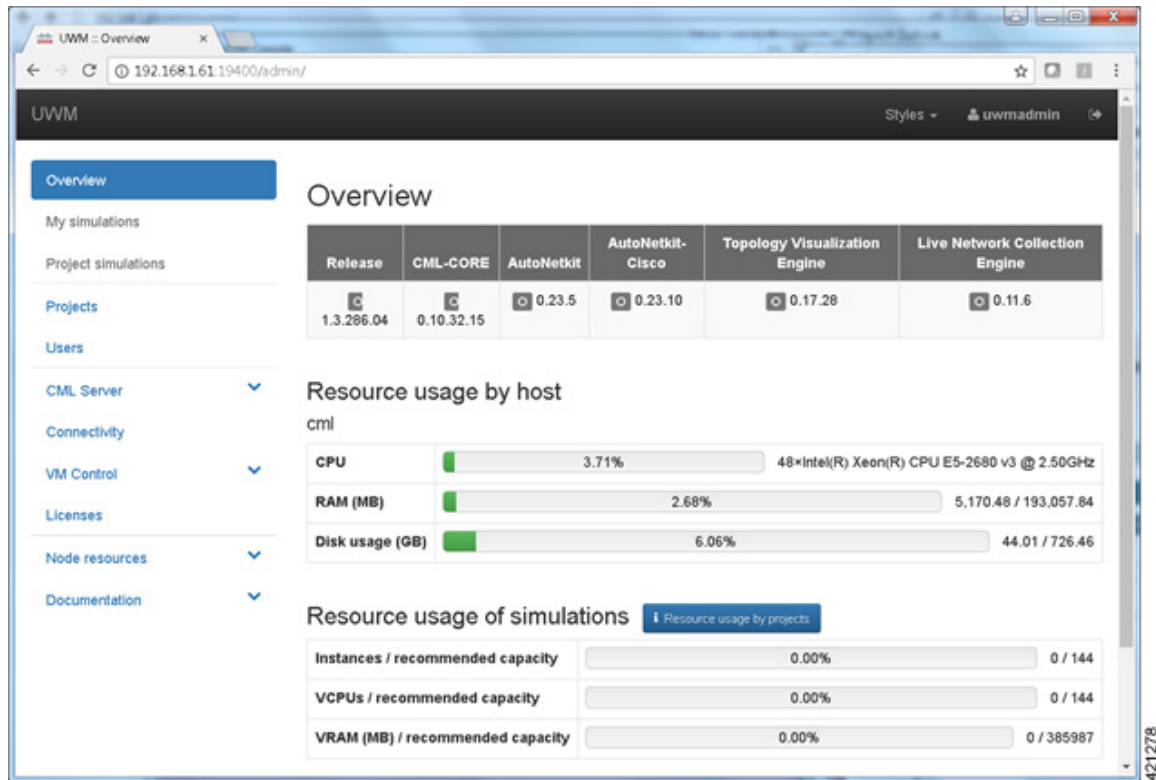 UWM :: Overview
192.168.1.61:19400/admin/
UWM
Styles
uwmadmin
Overview
My simulations
Project simulations
Projects
Users
CML Server
Connectivity
VM Control
Licenses
Node resources
Documentation
Overview
Release CML-CORE AutoNetkit AutoNetkit-Cisco Topology Visualization Engine Live Network Collection Engine
1.3.286.04 0.10.32.15 0.23.5 0.23.10 0.17.28 0.11.6
Resource usage by host
cml
CPU 3.71% 48×Intel(R) Xeon(R) CPU E5-2680 v3 @ 2.50GHz
RAM (MB) 2.68% 5,170.48 / 193,057.84
Disk usage (GB) 6.06% 44.01 / 726.46
Resource usage of simulations Resource usage by projects
Instances / recommended capacity 0.00% 0 / 144
VCPUs / recommended capacity 0.00% 0 / 144
VRAM (MB) / recommended capacity 0.00% 0 / 385987
421278